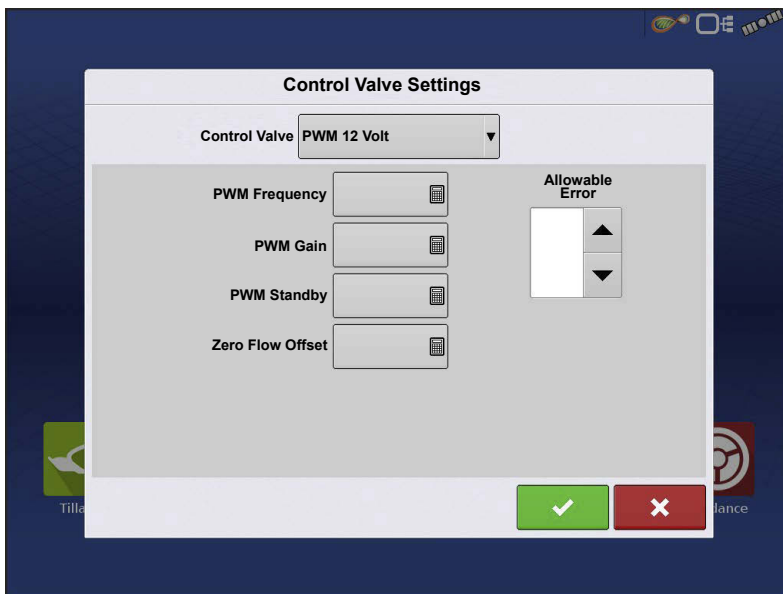 Control Valve Settings
Control Valve PWM 12 Volt
PWM Frequency
Allowable
Error
PWM Gain
PWM Standby
Zero Flow Offset
Tilla
dance